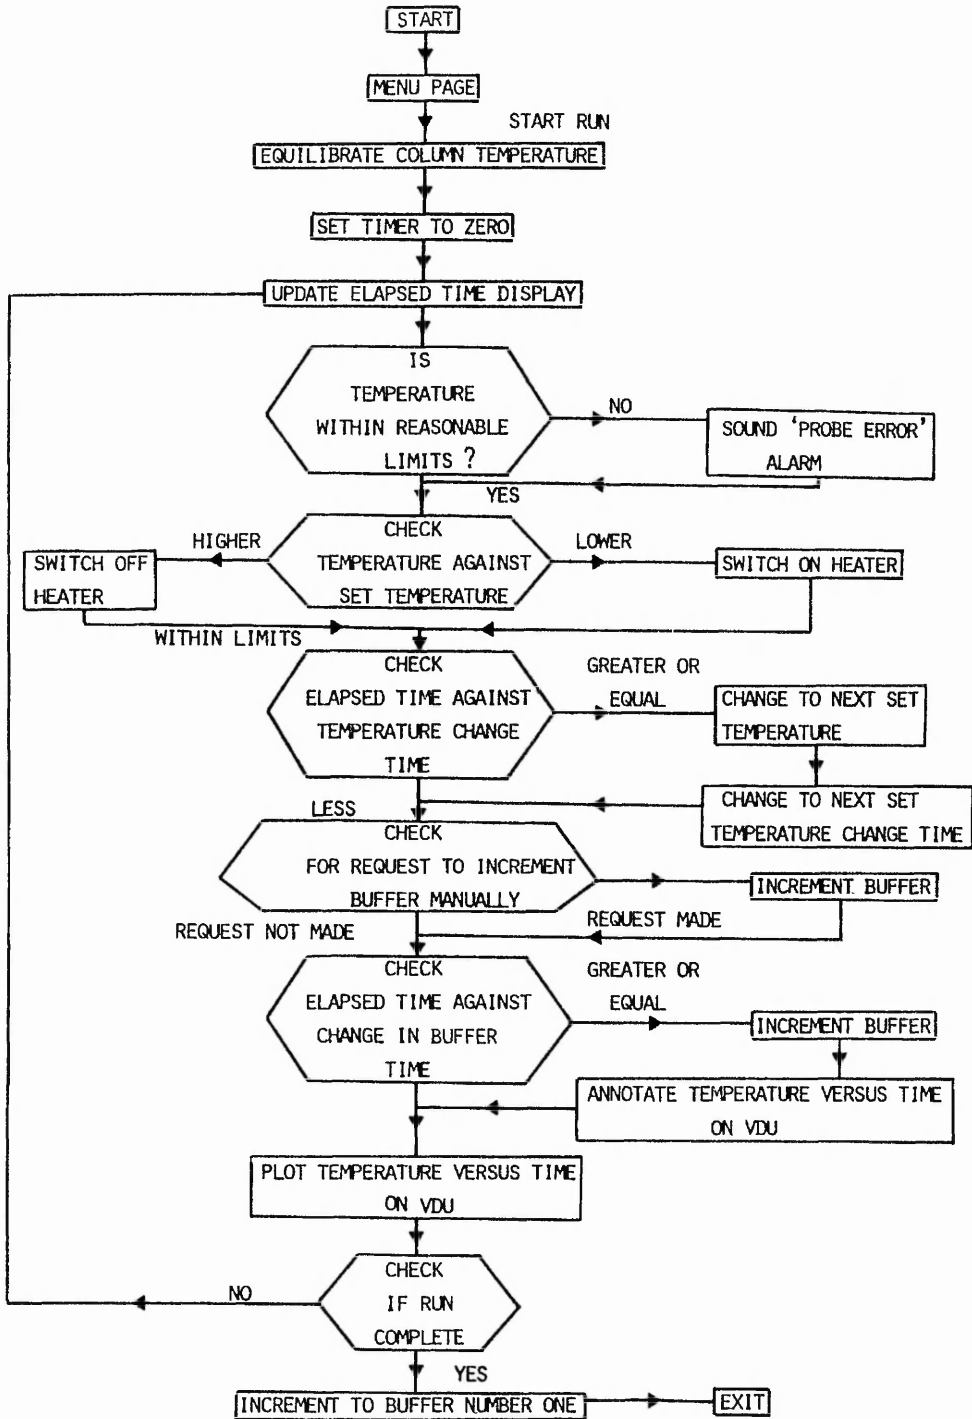 START
MENU PAGE
START RUN
EQUILIBRATE COLUMN TEMPERATURE
SET TIMER TO ZERO
UPDATE ELAPSED TIME DISPLAY
IS
TEMPERATURE
WITHIN REASONABLE
LIMITS ?
NO
SOUND ‘PROBE ERROR’
ALARM
YES
CHECK
TEMPERATURE AGAINST
SET TEMPERATURE
HIGHER
SWITCH OFF
HEATER
LOWER
SWITCH ON HEATER
WITHIN LIMITS
CHECK
ELAPSED TIME AGAINST
TEMPERATURE CHANGE
TIME
GREATER OR
EQUAL
CHANGE TO NEXT SET
TEMPERATURE
CHANGE TO NEXT SET
TEMPERATURE CHANGE TIME
LESS
CHECK
FOR REQUEST TO INCREMENT
BUFFER MANUALLY
INCREMENT BUFFER
REQUEST MADE
REQUEST NOT MADE
CHECK
ELAPSED TIME AGAINST
CHANGE IN BUFFER
TIME
GREATER OR
EQUAL
INCREMENT BUFFER
ANNOTATE TEMPERATURE VERSUS TIME
ON VDU
PLOT TEMPERATURE VERSUS TIME
ON VDU
CHECK
IF RUN
COMPLETE
NO
YES
INCREMENT TO BUFFER NUMBER ONE
EXIT